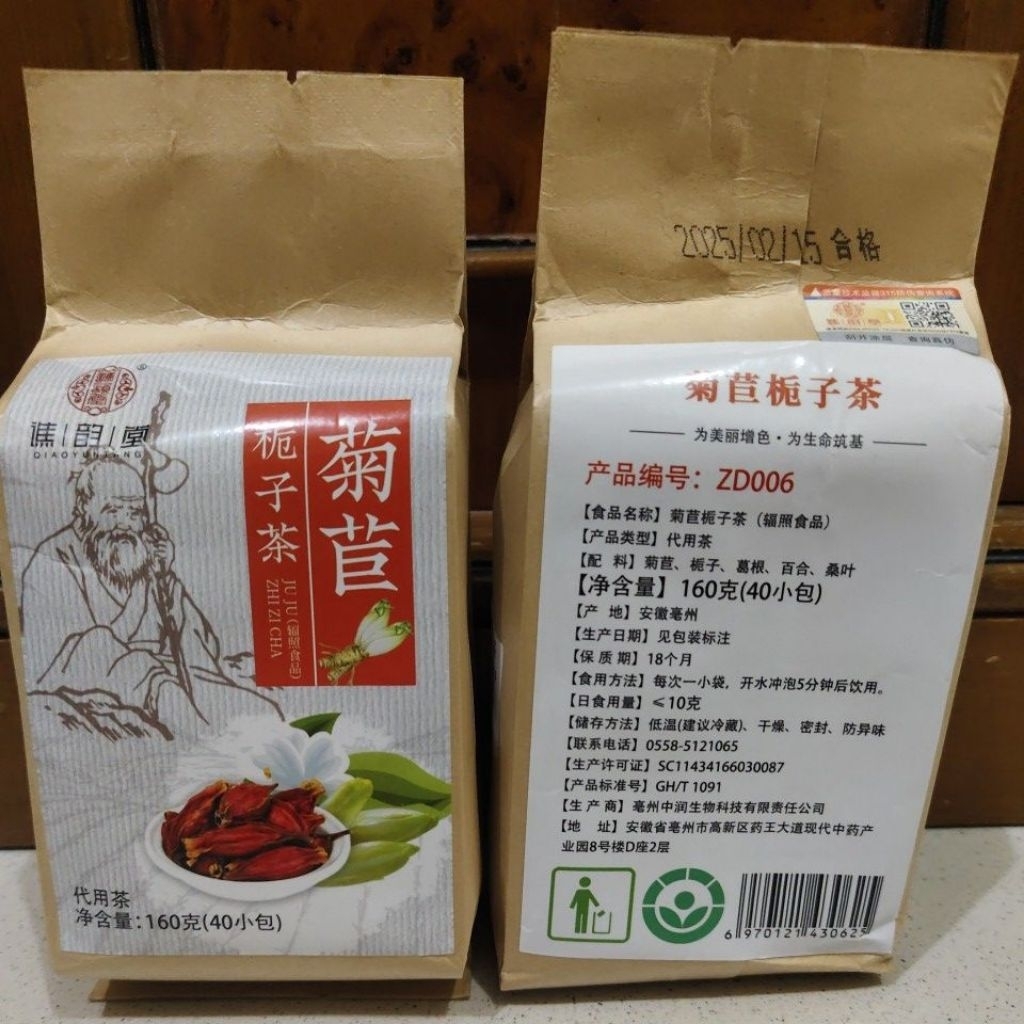 谯韵堂
QIAOYUNTANG
菊苣
栀子茶
JU JU(辐照食品)
ZHI ZI CHA
代用茶
净含量:160克(40小包)
2025/02/15 合格
菊苣栀子茶
为美丽增色·为生命筑基
产品编号：ZD006
【食品名称】菊苣栀子茶（辐照食品）
【产品类型】代用茶
【配 料】菊苣、栀子、葛根、百合、桑叶
【净含量】160克(40小包)
【产 地】安徽亳州
【生产日期】见包装标注
【保 质 期】18个月
【食用方法】每次一小袋，开水冲泡5分钟后饮用。
【日食用量】≤10克
【储存方法】低温(建议冷藏)、干燥、密封、防异味
【联系电话】0558-5121065
【生产许可证】SC11434166030087
【产品标准号】GH/T 1091
【生 产 商】亳州中润生物科技有限责任公司
【地 址】安徽省亳州市高新区药王大道现代中药产
业园8号楼D座2层
6 970121 430625